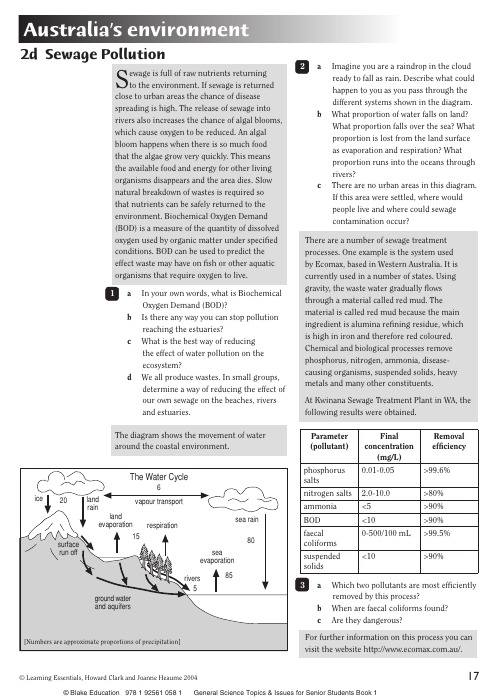 Australia's environment
2d Sewage Pollution
Sewage is full of raw nutrients returning
to the environment. If sewage is returned
close to urban areas the chance of disease
spreading is high. The release of sewage into
rivers also increases the chance of algal blooms,
which cause oxygen to be reduced. An algal
bloom happens when there is so much food
that the algae grow very quickly. This means
the available food and energy for other living
organisms disappears and the area dies. Slow
natural breakdown of wastes is required so
that nutrients can be safely returned to the
environment. Biochemical Oxygen Demand
(BOD) is a measure of the quantity of dissolved
oxygen used by organic matter under specified
conditions. BOD can be used to predict the
effect waste may have on fish or other aquatic
organisms that require oxygen to live.
1 a In your own words, what is Biochemical
Oxygen Demand (BOD)?
b Is there any way you can stop pollution
reaching the estuaries?
c What is the best way of reducing
the effect of water pollution on the
ecosystem?
d We all produce wastes. In small groups,
determine a way of reducing the effect of
our own sewage on the beaches, rivers
and estuaries.
The diagram shows the movement of water
around the coastal environment.
The Water Cycle
6
vapour transport
ice 20 land
rain
land
evaporation
15
respiration
sea rain
80
surface
run off
sea
evaporation
85
rivers
5
ground water
and aquifers
[Numbers are approximate proportions of precipitation]
2 a Imagine you are a raindrop in the cloud
ready to fall as rain. Describe what could
happen to you as you pass through the
different systems shown in the diagram.
b What proportion of water falls on land?
What proportion falls over the sea? What
proportion is lost from the land surface
as evaporation and respiration? What
proportion runs into the oceans through
rivers?
c There are no urban areas in this diagram.
If this area were settled, where would
people live and where could sewage
contamination occur?
There are a number of sewage treatment
processes. One example is the system used
by Ecomax, based in Western Australia. It is
currently used in a number of states. Using
gravity, the waste water gradually flows
through a material called red mud. The
material is called red mud because the main
ingredient is alumina refining residue, which
is high in iron and therefore red coloured.
Chemical and biological processes remove
phosphorus, nitrogen, ammonia, disease-
causing organisms, suspended solids, heavy
metals and many other constituents.
At Kwinana Sewage Treatment Plant in WA, the
following results were obtained.
Parameter (pollutant) Final concentration (mg/L) Removal efficiency
phosphorus salts 0.01-0.05 >99.6%
nitrogen salts 2.0-10.0 >80%
ammonia <5 >90%
BOD <10 >90%
faecal coliforms 0-500/100 mL >99.5%
suspended solids <10 >90%
3 a Which two pollutants are most efficiently
removed by this process?
b When are faecal coliforms found?
c Are they dangerous?
For further information on this process you can
visit the website http://www.ecomax.com.au/.
© Learning Essentials, Howard Clark and Joanne Heaume 2004
17
© Blake Education 978 1 92561 058 1 General Science Topics & Issues for Senior Students Book 1